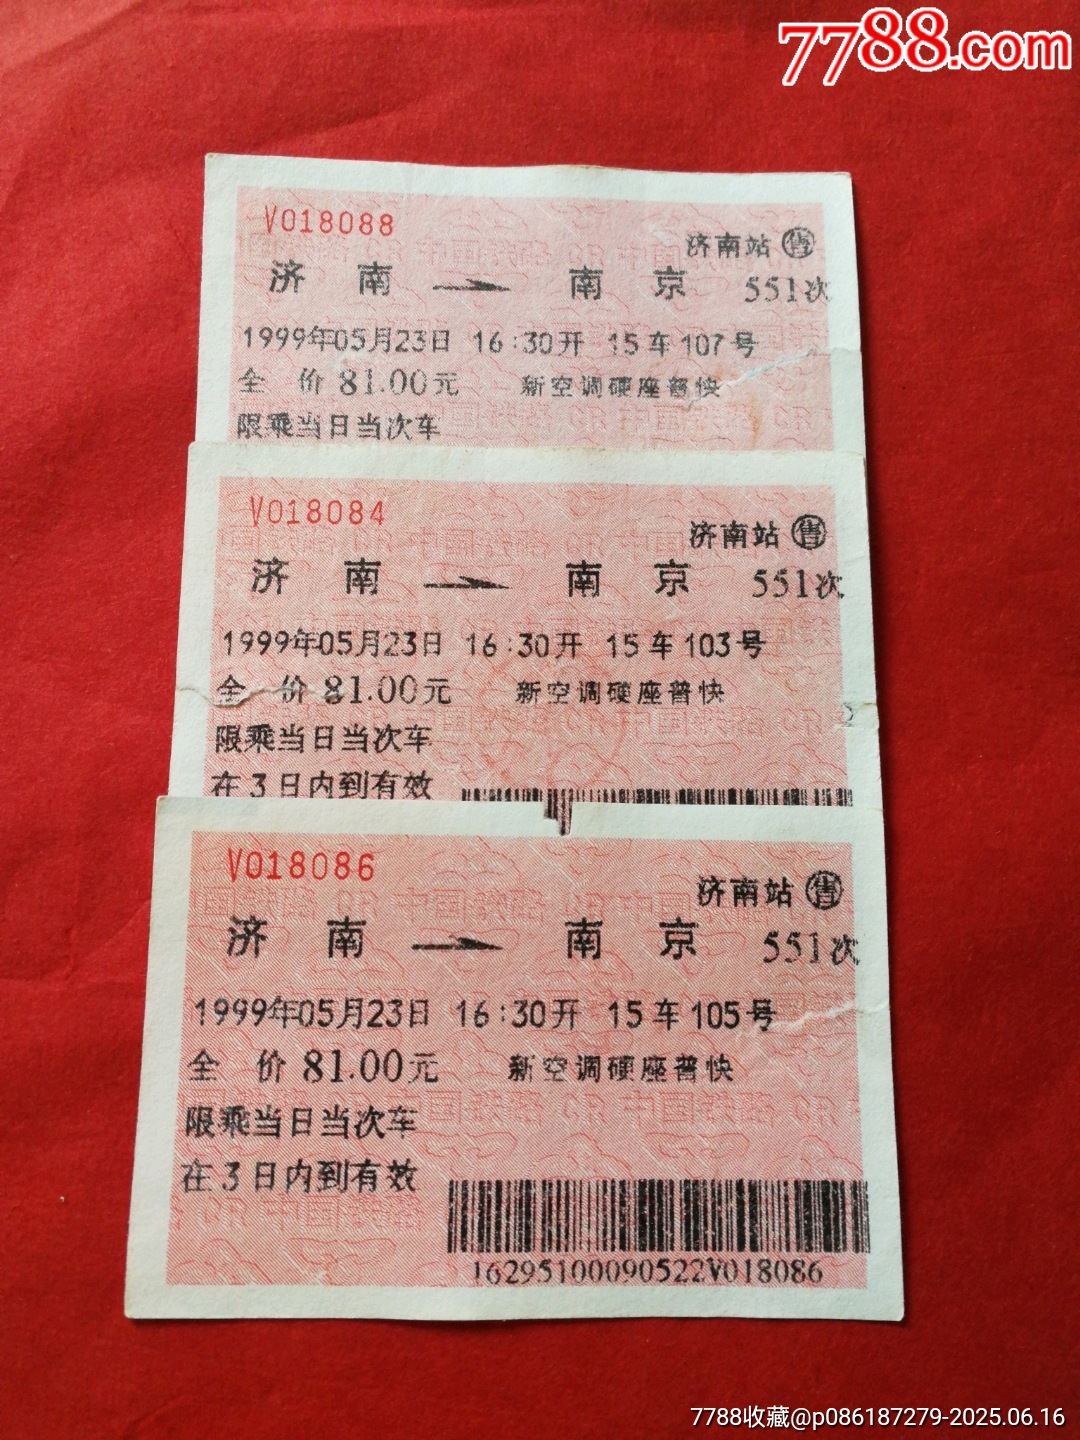 7788.com
V018088
济南站 售
济 南 南 京 551次
1999年05月23日 16:30开 15车107号
全 价 81.00元 新空调硬座普快
限乘当日当次车
V018084
济南站 售
济 南 南 京 551次
1999年05月23日 16:30开 15车103号
全 价 81.00元 新空调硬座普快
限乘当日当次车
在3日内到有效
V018086
济南站 售
济 南 南 京 551次
1999年05月23日 16:30开 15车105号
全 价 81.00元 新空调硬座普快
限乘当日当次车
在3日内到有效
16295100090522V018086
7788收藏@p086187279-2025.06.16